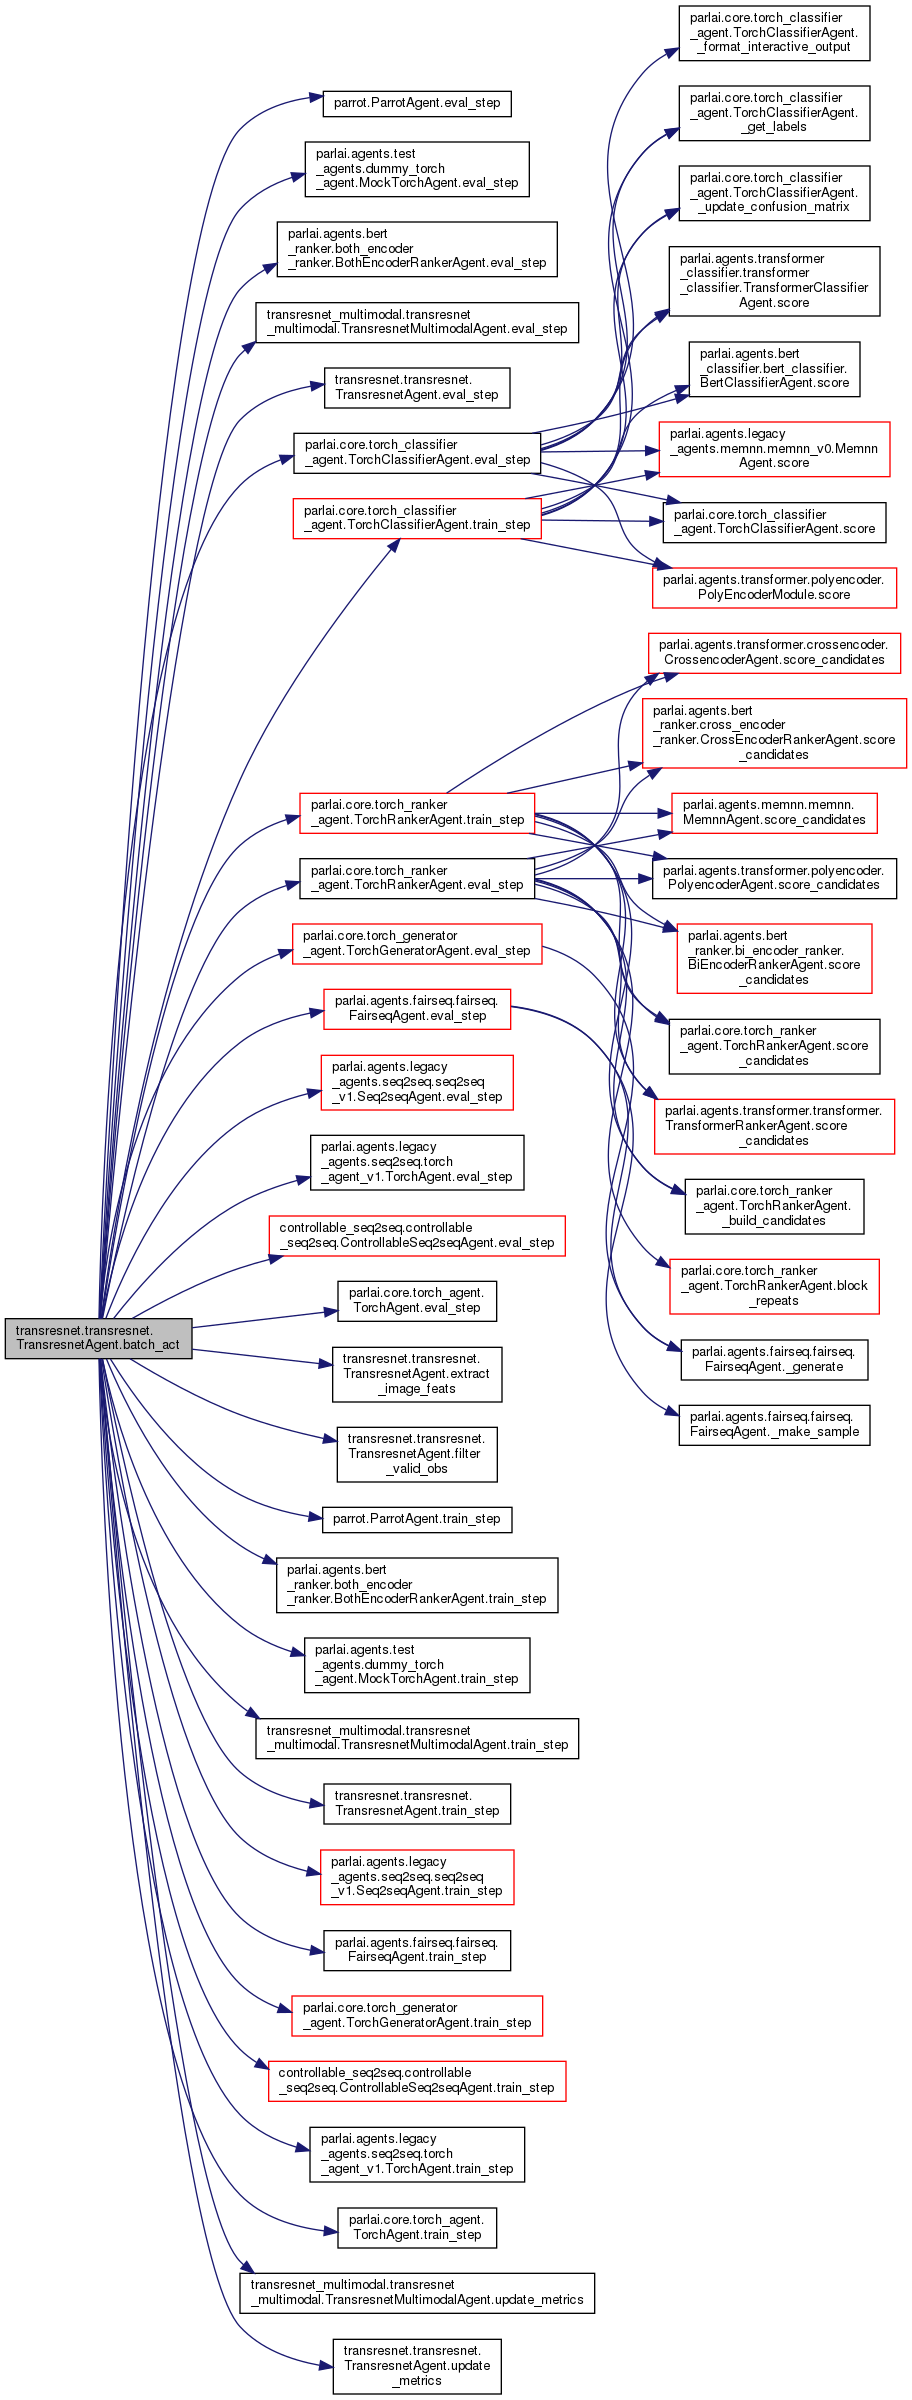 transresnet.transresnet.
TransresnetAgent.batch_act
parrot.ParrotAgent.eval_step
parlai.agents.test
_agents.dummy_torch
_agent.MockTorchAgent.eval_step
parlai.agents.bert
_ranker.both_encoder
_ranker.BothEncoderRankerAgent.eval_step
transresnet_multimodal.transresnet
_multimodal.TransresnetMultimodalAgent.eval_step
transresnet.transresnet.
TransresnetAgent.eval_step
parlai.core.torch_classifier
_agent.TorchClassifierAgent.eval_step
parlai.core.torch_classifier
_agent.TorchClassifierAgent.train_step
parlai.core.torch_ranker
_agent.TorchRankerAgent.train_step
parlai.core.torch_ranker
_agent.TorchRankerAgent.eval_step
parlai.core.torch_generator
_agent.TorchGeneratorAgent.eval_step
parlai.agents.fairseq.fairseq.
FairseqAgent.eval_step
parlai.agents.legacy
_agents.seq2seq.seq2seq
_v1.Seq2seqAgent.eval_step
parlai.agents.legacy
_agents.seq2seq.torch
_agent_v1.TorchAgent.eval_step
controllable_seq2seq.controllable
_seq2seq.ControllableSeq2seqAgent.eval_step
parlai.core.torch_agent.
TorchAgent.eval_step
transresnet.transresnet.
TransresnetAgent.extract
_image_feats
transresnet.transresnet.
TransresnetAgent.filter
_valid_obs
parrot.ParrotAgent.train_step
parlai.agents.bert
_ranker.both_encoder
_ranker.BothEncoderRankerAgent.train_step
parlai.agents.test
_agents.dummy_torch
_agent.MockTorchAgent.train_step
transresnet_multimodal.transresnet
_multimodal.TransresnetMultimodalAgent.train_step
transresnet.transresnet.
TransresnetAgent.train_step
parlai.agents.legacy
_agents.seq2seq.seq2seq
_v1.Seq2seqAgent.train_step
parlai.agents.fairseq.fairseq.
FairseqAgent.train_step
parlai.core.torch_generator
_agent.TorchGeneratorAgent.train_step
controllable_seq2seq.controllable
_seq2seq.ControllableSeq2seqAgent.train_step
parlai.agents.legacy
_agents.seq2seq.torch
_agent_v1.TorchAgent.train_step
parlai.core.torch_agent.
TorchAgent.train_step
transresnet_multimodal.transresnet
_multimodal.TransresnetMultimodalAgent.update_metrics
transresnet.transresnet.
TransresnetAgent.update
_metrics
parlai.core.torch_classifier
_agent.TorchClassifierAgent.
_format_interactive_output
parlai.core.torch_classifier
_agent.TorchClassifierAgent.
_get_labels
parlai.core.torch_classifier
_agent.TorchClassifierAgent.
_update_confusion_matrix
parlai.agents.transformer
_classifier.transformer
_classifier.TransformerClassifier
Agent.score
parlai.agents.bert
_classifier.bert_classifier.
BertClassifierAgent.score
parlai.agents.legacy
_agents.memnn.memnn_v0.Memnn
Agent.score
parlai.core.torch_classifier
_agent.TorchClassifierAgent.score
parlai.agents.transformer.polyencoder.
PolyEncoderModule.score
parlai.agents.transformer.crossencoder.
CrossencoderAgent.score_candidates
parlai.agents.bert
_ranker.cross_encoder
_ranker.CrossEncoderRankerAgent.score
_candidates
parlai.agents.memnn.memnn.
MemnnAgent.score_candidates
parlai.agents.transformer.polyencoder.
PolyencoderAgent.score_candidates
parlai.agents.bert
_ranker.bi_encoder_ranker.
BiEncoderRankerAgent.score
_candidates
parlai.core.torch_ranker
_agent.TorchRankerAgent.score
_candidates
parlai.agents.transformer.transformer.
TransformerRankerAgent.score
_candidates
parlai.core.torch_ranker
_agent.TorchRankerAgent.
_build_candidates
parlai.core.torch_ranker
_agent.TorchRankerAgent.block
_repeats
parlai.agents.fairseq.fairseq.
FairseqAgent._generate
parlai.agents.fairseq.fairseq.
FairseqAgent._make_sample